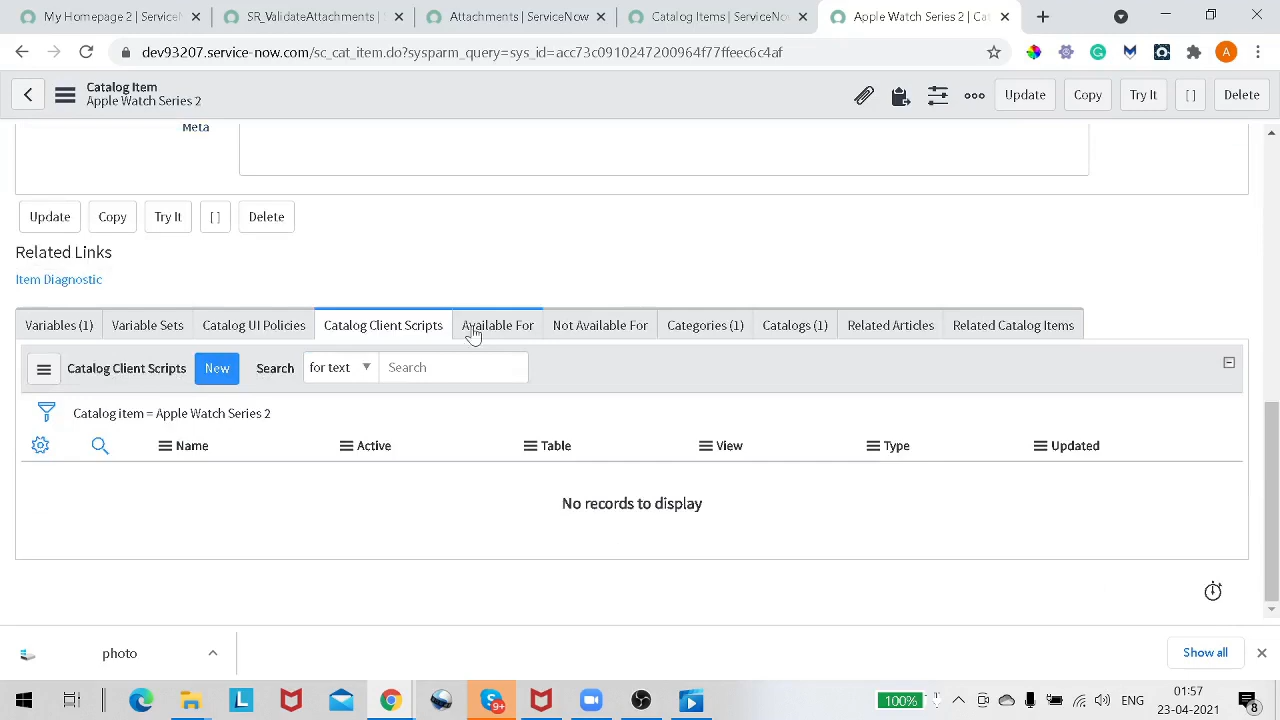 My Homepage 2 | Service
SR_ValidateAttachments |
Attachments | ServiceNow
Catalog Items | ServiceNo
Apple Watch Series 2 | Cat
dev93207.service-now.com/sc_cat_item.do?sysparm_query=sys_id=acc73c0910247200964f77ffeec6c4af
A
Catalog Item
Apple Watch Series 2
Update
Copy
Try It
[ ]
Delete
Meta
Update
Copy
Try It
[ ]
Delete
Related Links
Item Diagnostic
Variables (1)
Variable Sets
Catalog UI Policies
Catalog Client Scripts
Available For
Not Available For
Categories (1)
Catalogs (1)
Related Articles
Related Catalog Items
Catalog Client Scripts
New
Search
for text
Search
Catalog item = Apple Watch Series 2
Name
Active
Table
View
Type
Updated
No records to display
photo
Show all
L
S 9+
100%
ENG
01:57
23-04-2021
8